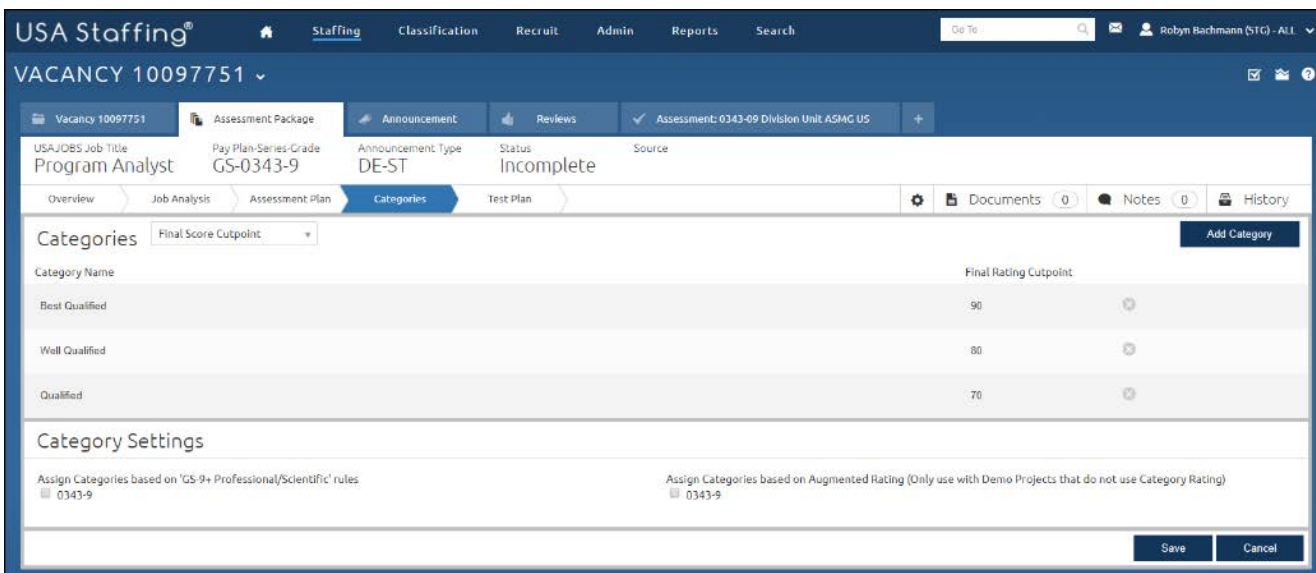 USA Staffing®
Staffing Classification Recruit Admin Reports Search
Go To
Robyn Bachmann (STG) - ALL
VACANCY 10097751
Vacancy 10097751 Assessment Package Announcement Reviews Assessment: 0343-09 Division Unit ASMG US +
USAJOBS Job Title Pay Plan-Series-Grade Announcement Type Status Source
Program Analyst GS-0343-9 DE-ST Incomplete
Overview Job Analysis Assessment Plan Categories Test Plan Documents 0 Notes 0 History
Categories Final Score Cutpoint Add Category
Category Name Final Rating Cutpoint
Best Qualified 90
Well Qualified 80
Qualified 70
Category Settings
Assign Categories based on 'GS-9+ Professional/Scientific' rules Assign Categories based on Augmented Rating (Only use with Demo Projects that do not use Category Rating)
0343-9 0343-9
Save Cancel